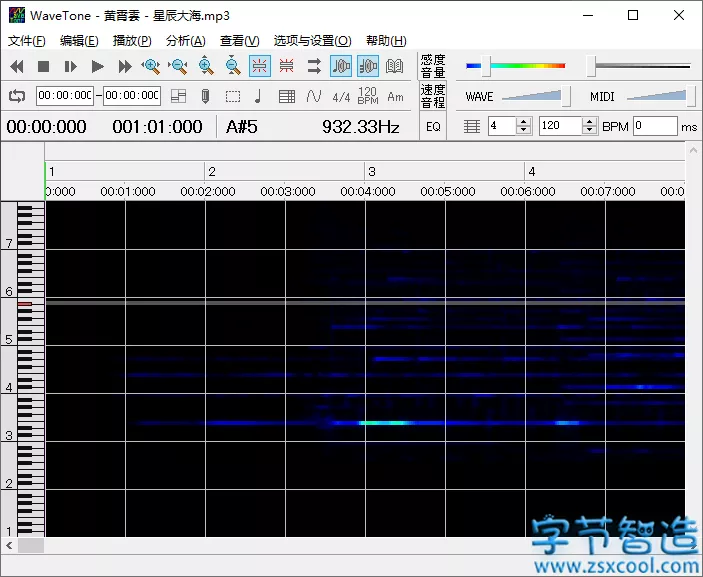 WaveTone - 黄霄雲 - 星辰大海.mp3
文件(F) 编辑(E) 播放(P) 分析(A) 查看(V) 选项与设置(O) 帮助(H)
感度
音量
00:00:000-00:00:000
4/4
120
BPM
Am
速度
音程
WAVE
MIDI
00:00:000 001:01:000 A#5 932.33Hz
EQ
4
120
BPM
0
ms
1 2 3 4
0:000 00:01:000 00:02:000 00:03:000 00:04:000 00:05:000 00:06:000 00:07:000 00:0
7
6
5
4
3
2
1
字节智造
www.zsxcool.com